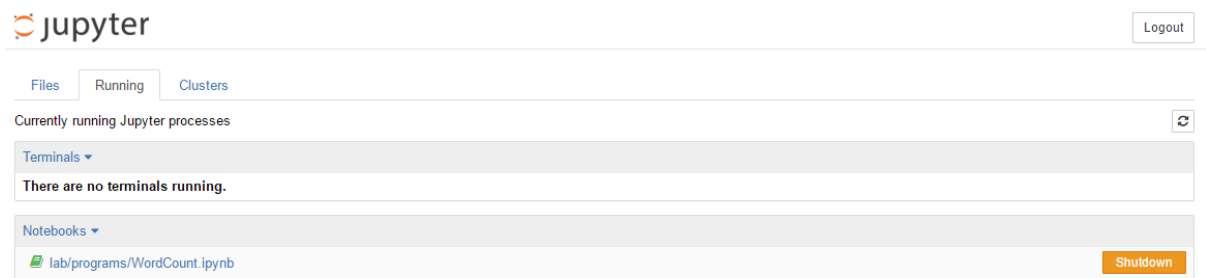 jupyter
Logout
Files Running Clusters
Currently running Jupyter processes
Terminals
There are no terminals running.
Notebooks
lab/programs/WordCount.ipynb Shutdown